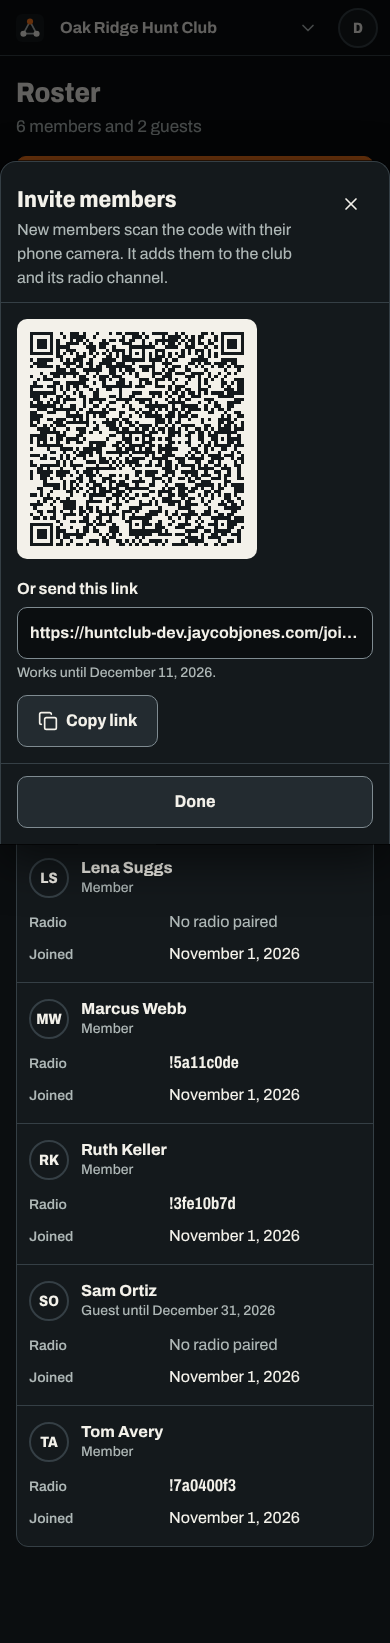 Oak Ridge Hunt Club
D
Roster
6 members and 2 guests
Invite members
New members scan the code with their
phone camera. It adds them to the club
and its radio channel.
Or send this link
https://huntclub-dev.jaycobjones.com/joi...
Works until December 11, 2026.
Copy link
Done
LS
Lena Suggs
Member
Radio
No radio paired
Joined
November 1, 2026
MW
Marcus Webb
Member
Radio
!5a11c0de
Joined
November 1, 2026
RK
Ruth Keller
Member
Radio
!3fe10b7d
Joined
November 1, 2026
SO
Sam Ortiz
Guest until December 31, 2026
Radio
No radio paired
Joined
November 1, 2026
TA
Tom Avery
Member
Radio
!7a0400f3
Joined
November 1, 2026